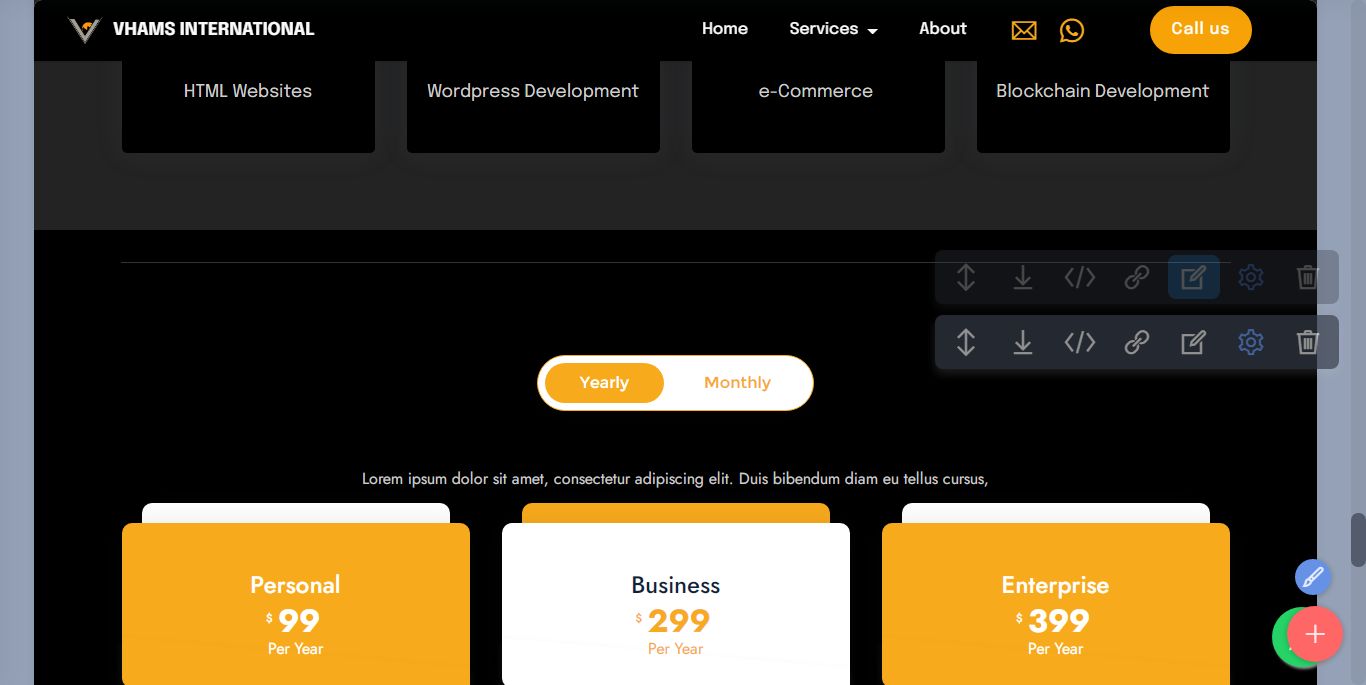 VHAMS INTERNATIONAL
Home Services About Call us
HTML Websites Wordpress Development e-Commerce Blockchain Development
Yearly Monthly
Lorem ipsum dolor sit amet, consectetur adipiscing elit. Duis bibendum diam eu tellus cursus,
Personal
$ 99
Per Year
Business
$ 299
Per Year
Enterprise
$ 399
Per Year